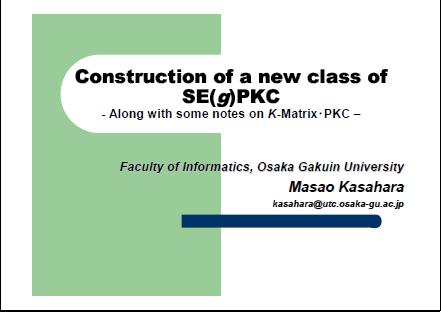 Construction of a new class of
SE(g)PKC
- Along with some notes on K-Matrix･PKC –
Faculty of Informatics, Osaka Gakuin University
Masao Kasahara
kasahara@utc.osaka-gu.ac.jp